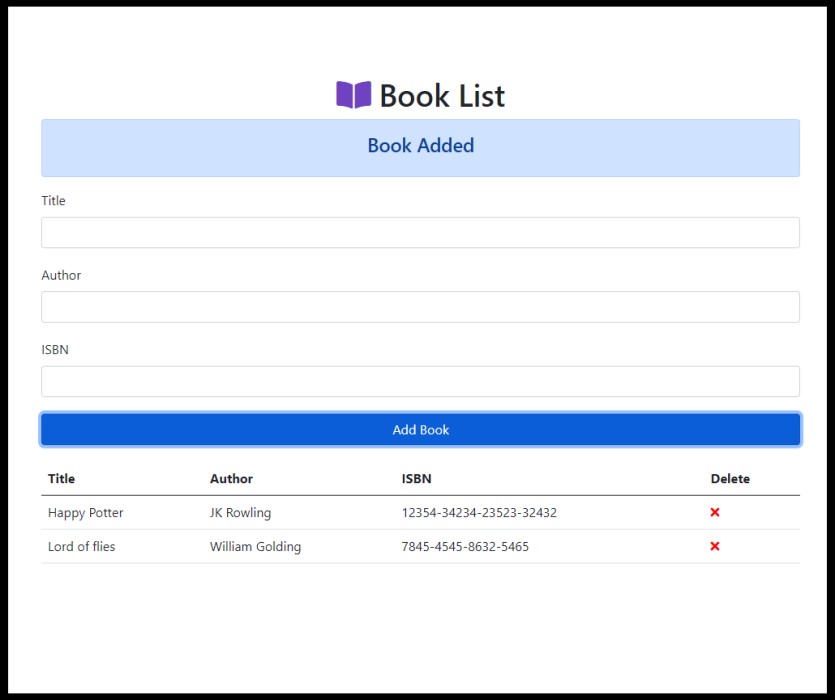 Book List
Book Added
Title
Author
ISBN
Add Book
Title Author ISBN Delete
Happy Potter JK Rowling 12354-34234-23523-32432
Lord of flies William Golding 7845-4545-8632-5465